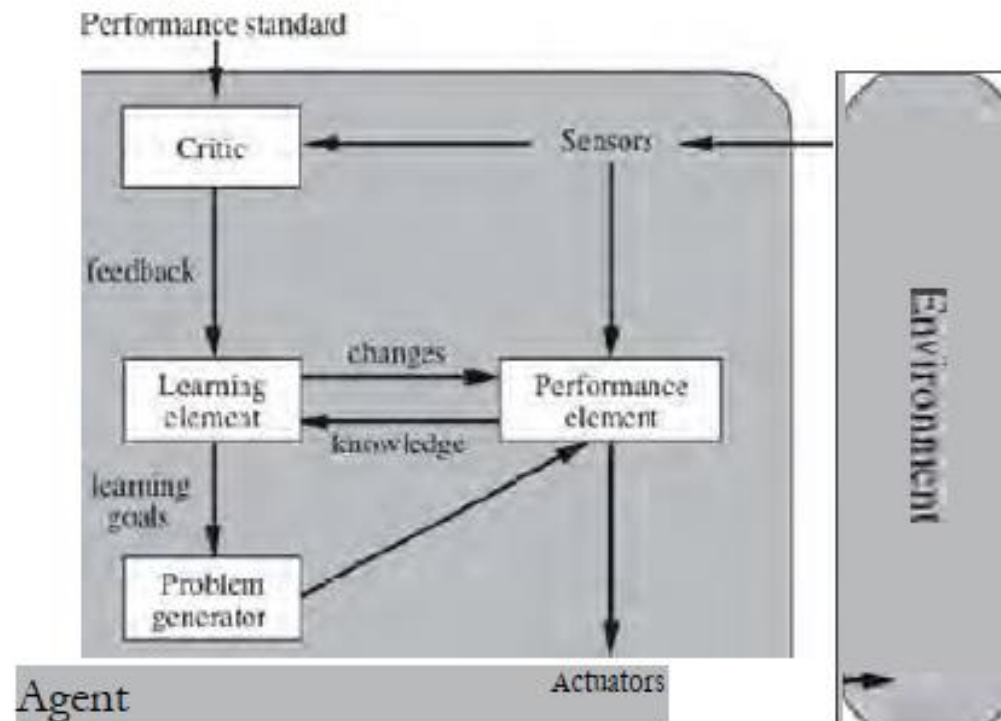 Performance standard
Critic
Sensors
feedback
Environment
changes
Learning
element
Performance
element
knowledge
learning
goals
Problem
generator
Agent
Actuators